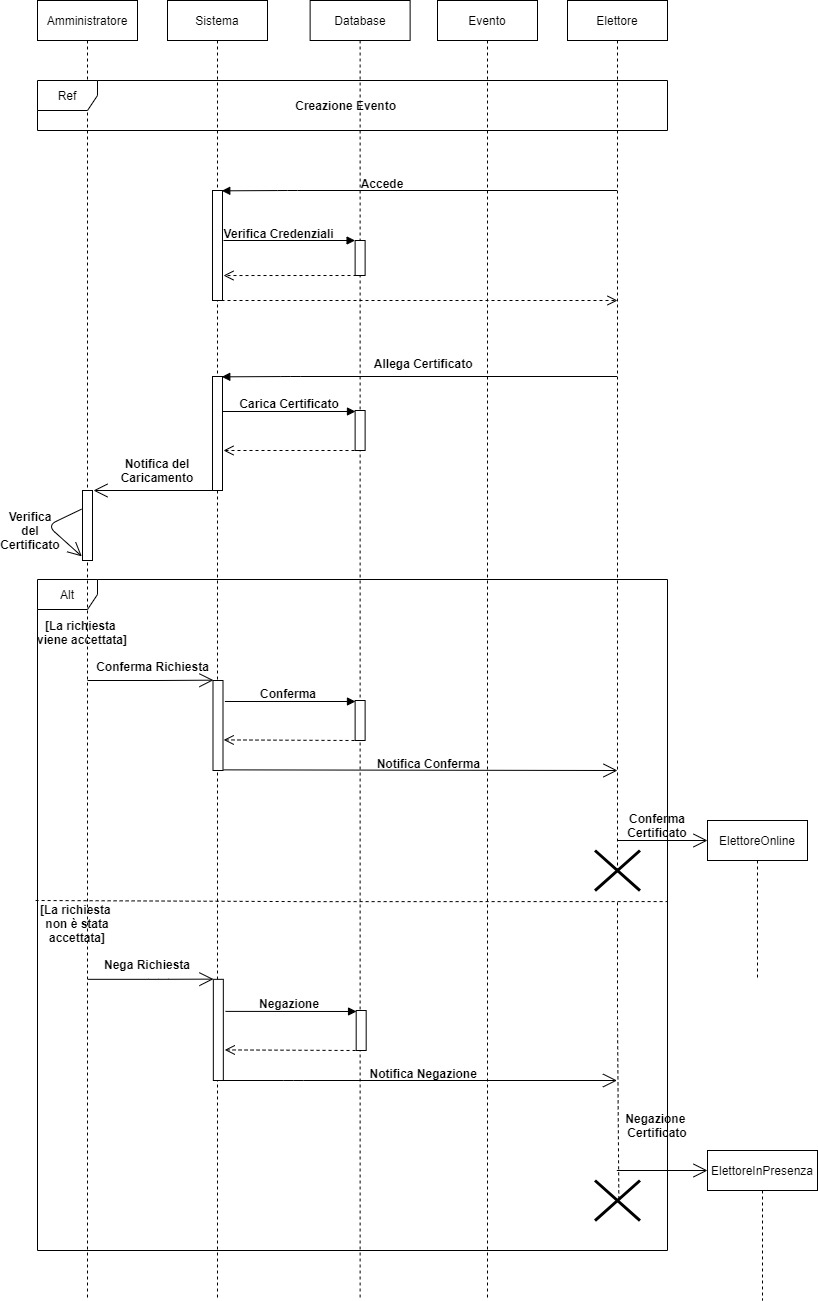 Amministratore
Sistema
Database
Evento
Elettore
Ref
Creazione Evento
Accede
Verifica Credenziali
Allega Certificato
Carica Certificato
Notifica del
Caricamento
Verifica
del
Certificato
Alt
[La richiesta
viene accettata]
Conferma Richiesta
Conferma
Notifica Conferma
Conferma
Certificato
ElettoreOnline
[La richiesta
non è stata
accettata]
Nega Richiesta
Negazione
Notifica Negazione
Negazione
Certificato
ElettoreInPresenza